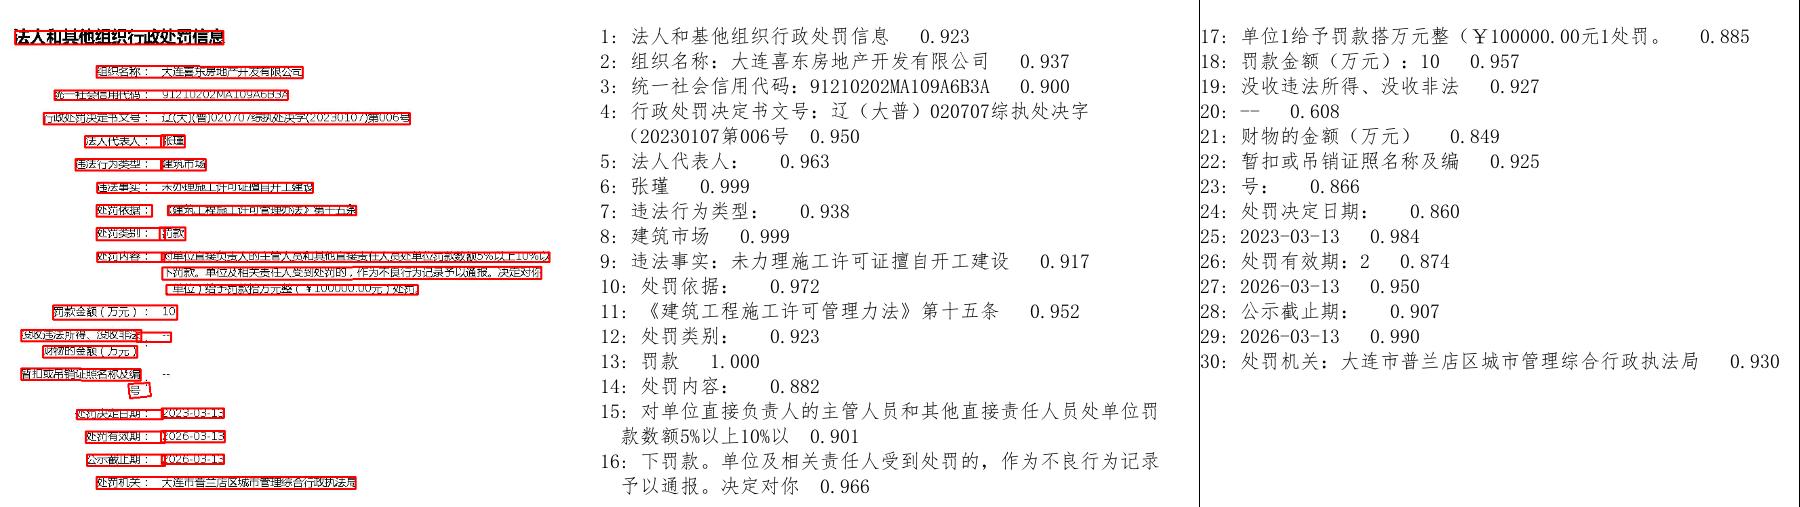 法人和其他组织行政处罚信息
组织名称： 大连喜东房地产开发有限公司
统一社会信用代码： 91210202MA109A6B3A
行政处罚决定书文号： 辽(大)(普)020707综执处决字(20230107)第006号
法人代表人： 张瑾
违法行为类型： 建筑市场
违法事实： 未办理施工许可证擅自开工建设
处罚依据： 《建筑工程施工许可管理办法》第十五条
处罚类别： 罚款
处罚内容： 对单位直接负责人的主管人员和其他直接责任人员处单位罚款数额5%以上10%以
下罚款。单位及相关责任人受到处罚的，作为不良行为记录予以通报。决定对你
（单位）给予罚款拾万元整（￥100000.00元）处罚。
罚款金额（万元）： 10
没收违法所得、没收非法 --
财物的金额（万元）：
暂扣或吊销证照名称及编 --
号：
处罚决定日期： 2023-03-13
处罚有效期： 2026-03-13
公示截止期： 2026-03-13
处罚机关： 大连市普兰店区城市管理综合行政执法局
1: 法人和基他组织行政处罚信息 0.923
2: 组织名称：大连喜东房地产开发有限公司 0.937
3: 统一社会信用代码：91210202MA109A6B3A 0.900
4: 行政处罚决定书文号：辽（大普）020707综执处决字
(20230107第006号 0.950
5: 法人代表人： 0.963
6: 张瑾 0.999
7: 违法行为类型： 0.938
8: 建筑市场 0.999
9: 违法事实：未力理施工许可证擅自开工建设 0.917
10: 处罚依据： 0.972
11: 《建筑工程施工许可管理力法》第十五条 0.952
12: 处罚类别： 0.923
13: 罚款 1.000
14: 处罚内容： 0.882
15: 对单位直接负责人的主管人员和其他直接责任人员处单位罚
款数额5%以上10%以 0.901
16: 下罚款。单位及相关责任人受到处罚的，作为不良行为记录
予以通报。决定对你 0.966
17: 单位1给予罚款搭万元整（￥100000.00元1处罚。 0.885
18: 罚款金额（万元）：10 0.957
19: 没收违法所得、没收非法 0.927
20: -- 0.608
21: 财物的金额（万元） 0.849
22: 暂扣或吊销证照名称及编 0.925
23: 号： 0.866
24: 处罚决定日期： 0.860
25: 2023-03-13 0.984
26: 处罚有效期：2 0.874
27: 2026-03-13 0.950
28: 公示截止期： 0.907
29: 2026-03-13 0.990
30: 处罚机关：大连市普兰店区城市管理综合行政执法局 0.930